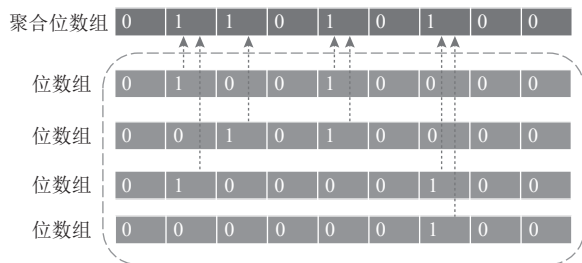 聚合位数组 0 1 1 0 1 0 1 0 0
位数组 0 1 0 0 1 0 0 0 0
位数组 0 0 1 0 1 0 0 0 0
位数组 0 1 0 0 0 0 1 0 0
位数组 0 0 0 0 0 0 1 0 0